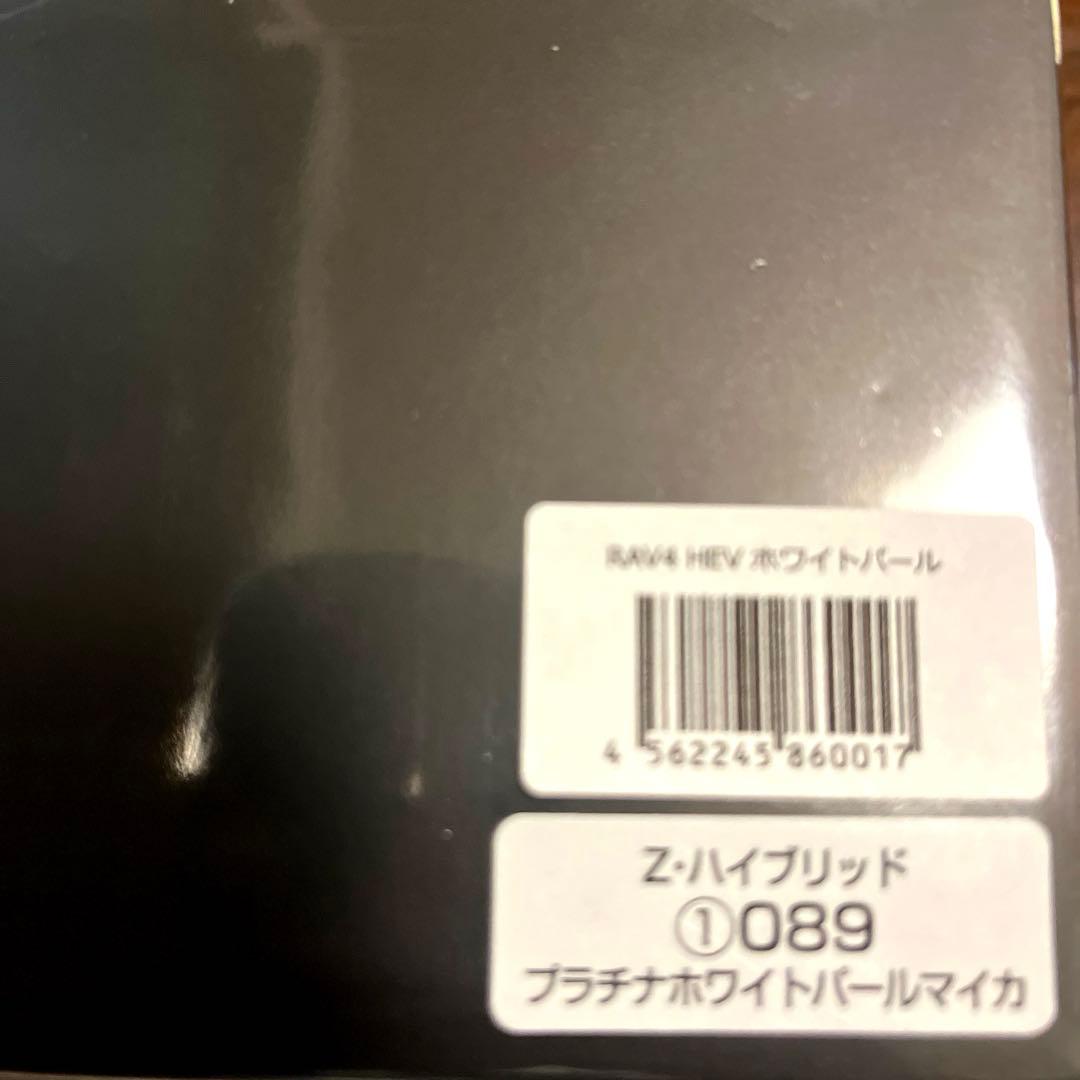 RAV4 HEV ホワイトパール
4 562245 860017
Z・ハイブリッド
①089
プラチナホワイトパールマイカ